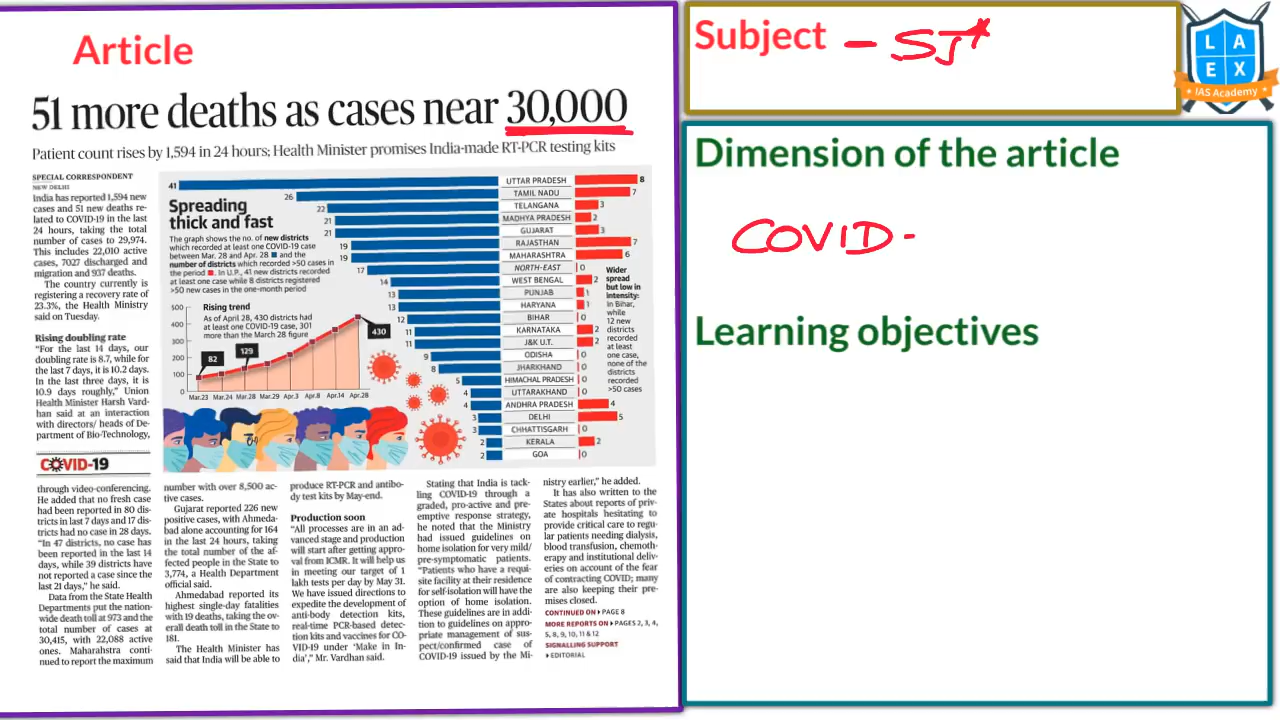 Article
51 more deaths as cases near 30,000
Patient count rises by 1,594 in 24 hours; Health Minister promises India-made RT-PCR testing kits
SPECIAL CORRESPONDENT
NEW DELHI
India has reported 1,594 new
cases and 51 new deaths re-
lated to COVID-19 in the last
24 hours, taking the total
number of cases to 29,974.
This includes 22,010 active
cases, 7027 discharged and
migration and 937 deaths.
The country currently is
registering a recovery rate of
23.3%, the Health Ministry
said on Tuesday.
Rising doubling rate
"For the last 14 days, our
doubling rate is 8.7, while for
the last 7 days, it is 10.2 days.
In the last three days, it is
10.9 days roughly," Union
Health Minister Harsh Vard-
han said at an interaction
with directors/ heads of De-
partment of Bio-Technology,
COVID-19
through video-conferencing.
He added that no fresh case
had been reported in 80 dis-
tricts in last 7 days and 17 dis-
tricts had no case in 28 days.
"In 47 districts, no case has
been reported in the last 14
days, while 39 districts have
not reported a case since the
last 21 days," he said.
Data from the State Health
Departments put the nation-
wide death toll at 973 and the
total number of cases at
30,415, with 22,088 active
ones. Maharahstra conti-
nued to report the maximum
number with over 8,500 ac-
tive cases.
Gujarat reported 226 new
positive cases, with Ahmeda-
bad alone accounting for 164
in the last 24 hours, taking
the total number of the af-
fected people in the State to
3,774, a Health Department
official said.
Ahmedabad reported its
highest single-day fatalities
with 19 deaths, taking the ov-
erall death toll in the State to
181.
The Health Minister has
said that India will be able to
produce RT-PCR and antibo-
dy test kits by May-end.
Production soon
"All processes are in an ad-
vanced stage and production
will start after getting appro-
val from ICMR. It will help us
in meeting our target of 1
lakh tests per day by May 31.
We have issued directions to
expedite the development of
anti-body detection kits,
real-time PCR-based detec-
tion kits and vaccines for CO-
VID-19 under 'Make in In-
dia'," Mr. Vardhan said.
Stating that India is tack-
ling COVID-19 through a
graded, pro-active and pre-
emptive response strategy,
he noted that the Ministry
had issued guidelines on
home isolation for very mild/
pre-symptomatic patients.
"Patients who have a requi-
site facility at their residence
for self-isolation will have the
option of home isolation.
These guidelines are in addi-
tion to guidelines on appro-
priate management of sus-
pect/confirmed case of
COVID-19 issued by the Mi-
nistry earlier," he added.
It has also written to the
States about reports of priv-
ate hospitals hesitating to
provide critical care to regu-
lar patients needing dialysis,
blood transfusion, chemoth-
erapy and institutional deliv-
eries on account of the fear
of contracting COVID; many
are also keeping their pre-
mises closed.
CONTINUED ON PAGE 8
MORE REPORTS ON PAGES 2, 3, 4,
5, 8, 9, 10, 11 & 12
SIGNALLING SUPPORT
EDITORIAL
Spreading
thick and fast
The graph shows the no. of new districts
which recorded at least one COVID-19 case
between Mar. 28 and Apr. 28 and the
number of districts which recorded >50 cases in
the period. In U.P., 41 new districts recorded
at least one case while 8 districts registered
>50 new cases in the one-month period
Rising trend
As of April 28, 430 districts had
at least one COVID-19 case, 301
more than the March 28 figure
500
400
300
200
100
0
82
129
430
Mar.23 Mar.24 Mar.28 Mar.29 Apr.3 Apr.8 Apr.14 Apr.28
41 UTTAR PRADESH 8
26 TAMIL NADU 7
22 TELANGANA 3
21 MADHYA PRADESH 2
21 GUJARAT 3
19 RAJASTHAN 7
19 MAHARASHTRA 6
17 NORTH-EAST 0
14 WEST BENGAL 2
13 PUNJAB 1
13 HARYANA 1
12 BIHAR 0
11 KARNATAKA 2
11 J&K U.T. 2
9 ODISHA 0
8 JHARKHAND 0
5 HIMACHAL PRADESH 0
4 UTTARAKHAND 0
4 ANDHRA PRADESH 4
3 DELHI 5
3 CHHATTISGARH 0
2 KERALA 2
2 GOA 0
Wider
spread
but low in
intensity:
In Bihar,
while
12 new
districts
recorded
at least
one case,
none of the
districts
recorded
>50 cases
Subject - SJ*
LA
EX
IAS Academy
Dimension of the article
COVID-
Learning objectives